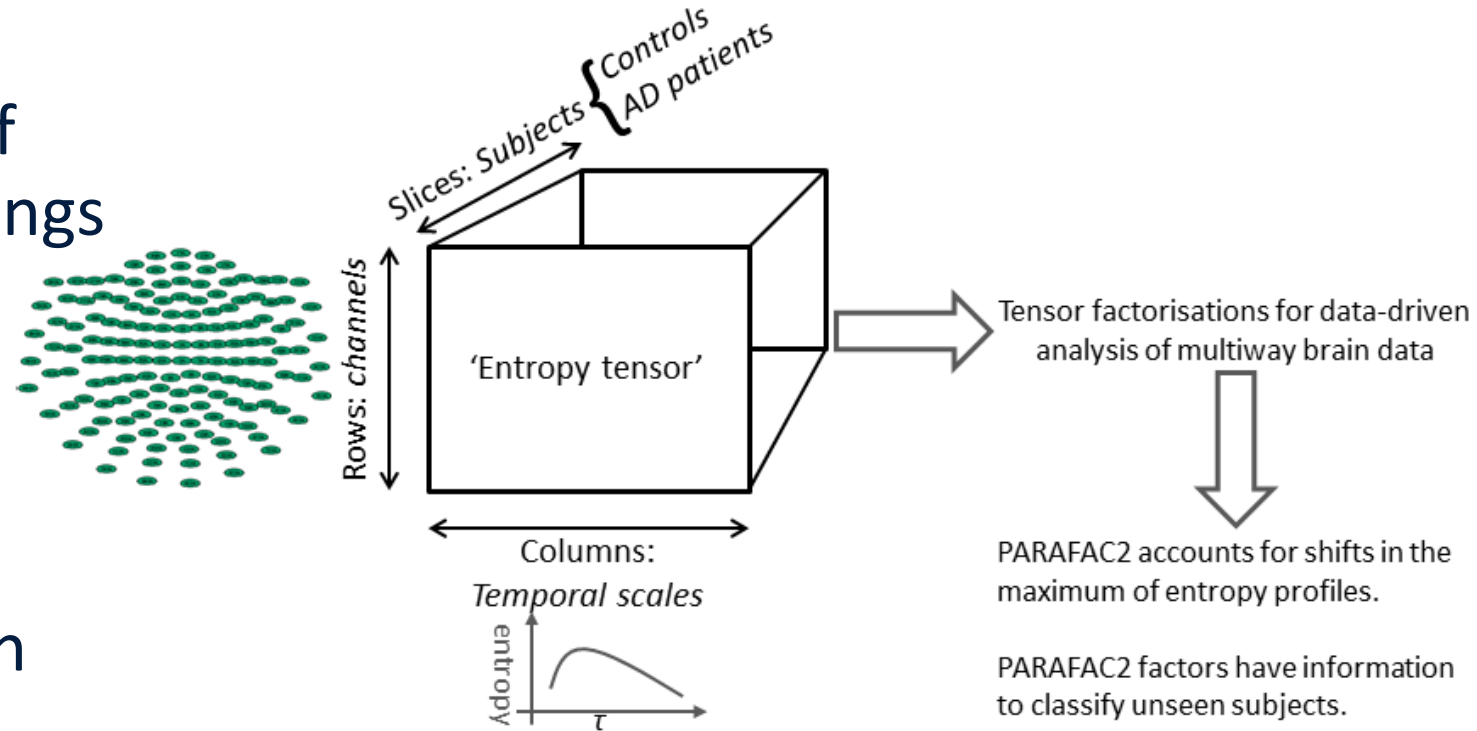 f
ngs
n
Slices: Subjects { Controls
AD patients
Rows: channels
‘Entropy tensor’
Columns:
Temporal scales
entropy
τ
Tensor factorisations for data-driven
analysis of multiway brain data
PARAFAC2 accounts for shifts in the
maximum of entropy profiles.
PARAFAC2 factors have information
to classify unseen subjects.